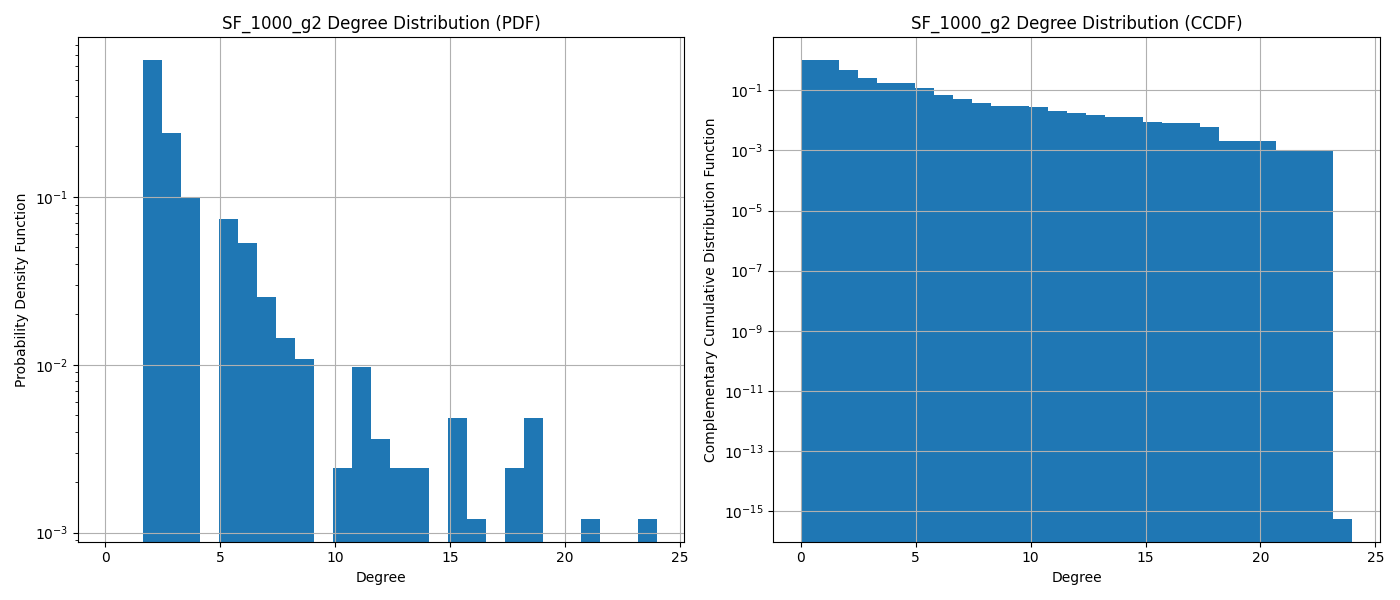 SF_1000_g2 Degree Distribution (PDF)
Probability Density Function
10⁻¹
10⁻²
10⁻³
0 5 10 15 20 25
Degree
SF_1000_g2 Degree Distribution (CCDF)
Complementary Cumulative Distribution Function
10⁻¹
10⁻³
10⁻⁵
10⁻⁷
10⁻⁹
10⁻¹¹
10⁻¹³
10⁻¹⁵
0 5 10 15 20 25
Degree